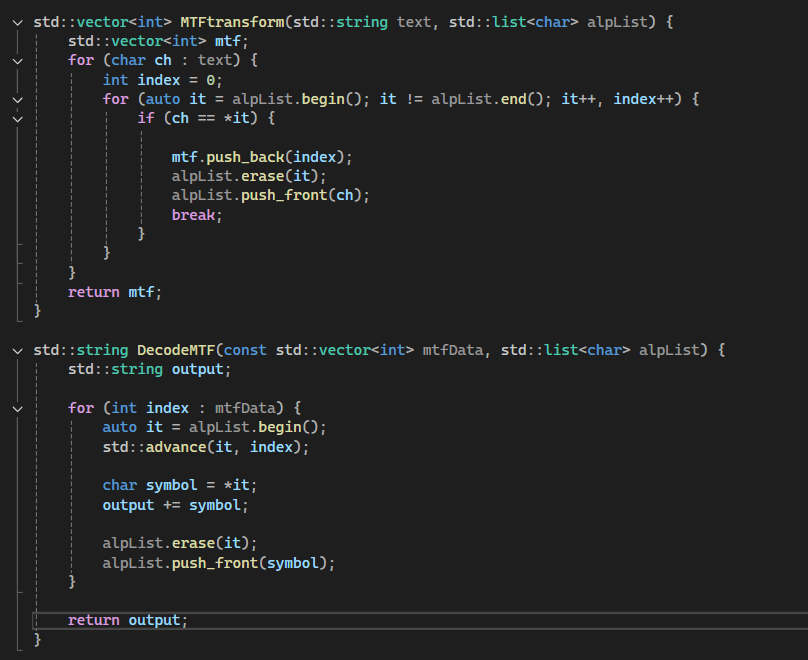 std::vector<int> MTFtransform(std::string text, std::list<char> alpList) {
    std::vector<int> mtf;
    for (char ch : text) {
        int index = 0;
        for (auto it = alpList.begin(); it != alpList.end(); it++, index++) {
            if (ch == *it) {

                mtf.push_back(index);
                alpList.erase(it);
                alpList.push_front(ch);
                break;
            }
        }
    }
    return mtf;
}

std::string DecodeMTF(const std::vector<int> mtfData, std::list<char> alpList) {
    std::string output;

    for (int index : mtfData) {
        auto it = alpList.begin();
        std::advance(it, index);

        char symbol = *it;
        output += symbol;

        alpList.erase(it);
        alpList.push_front(symbol);
    }

    return output;
}